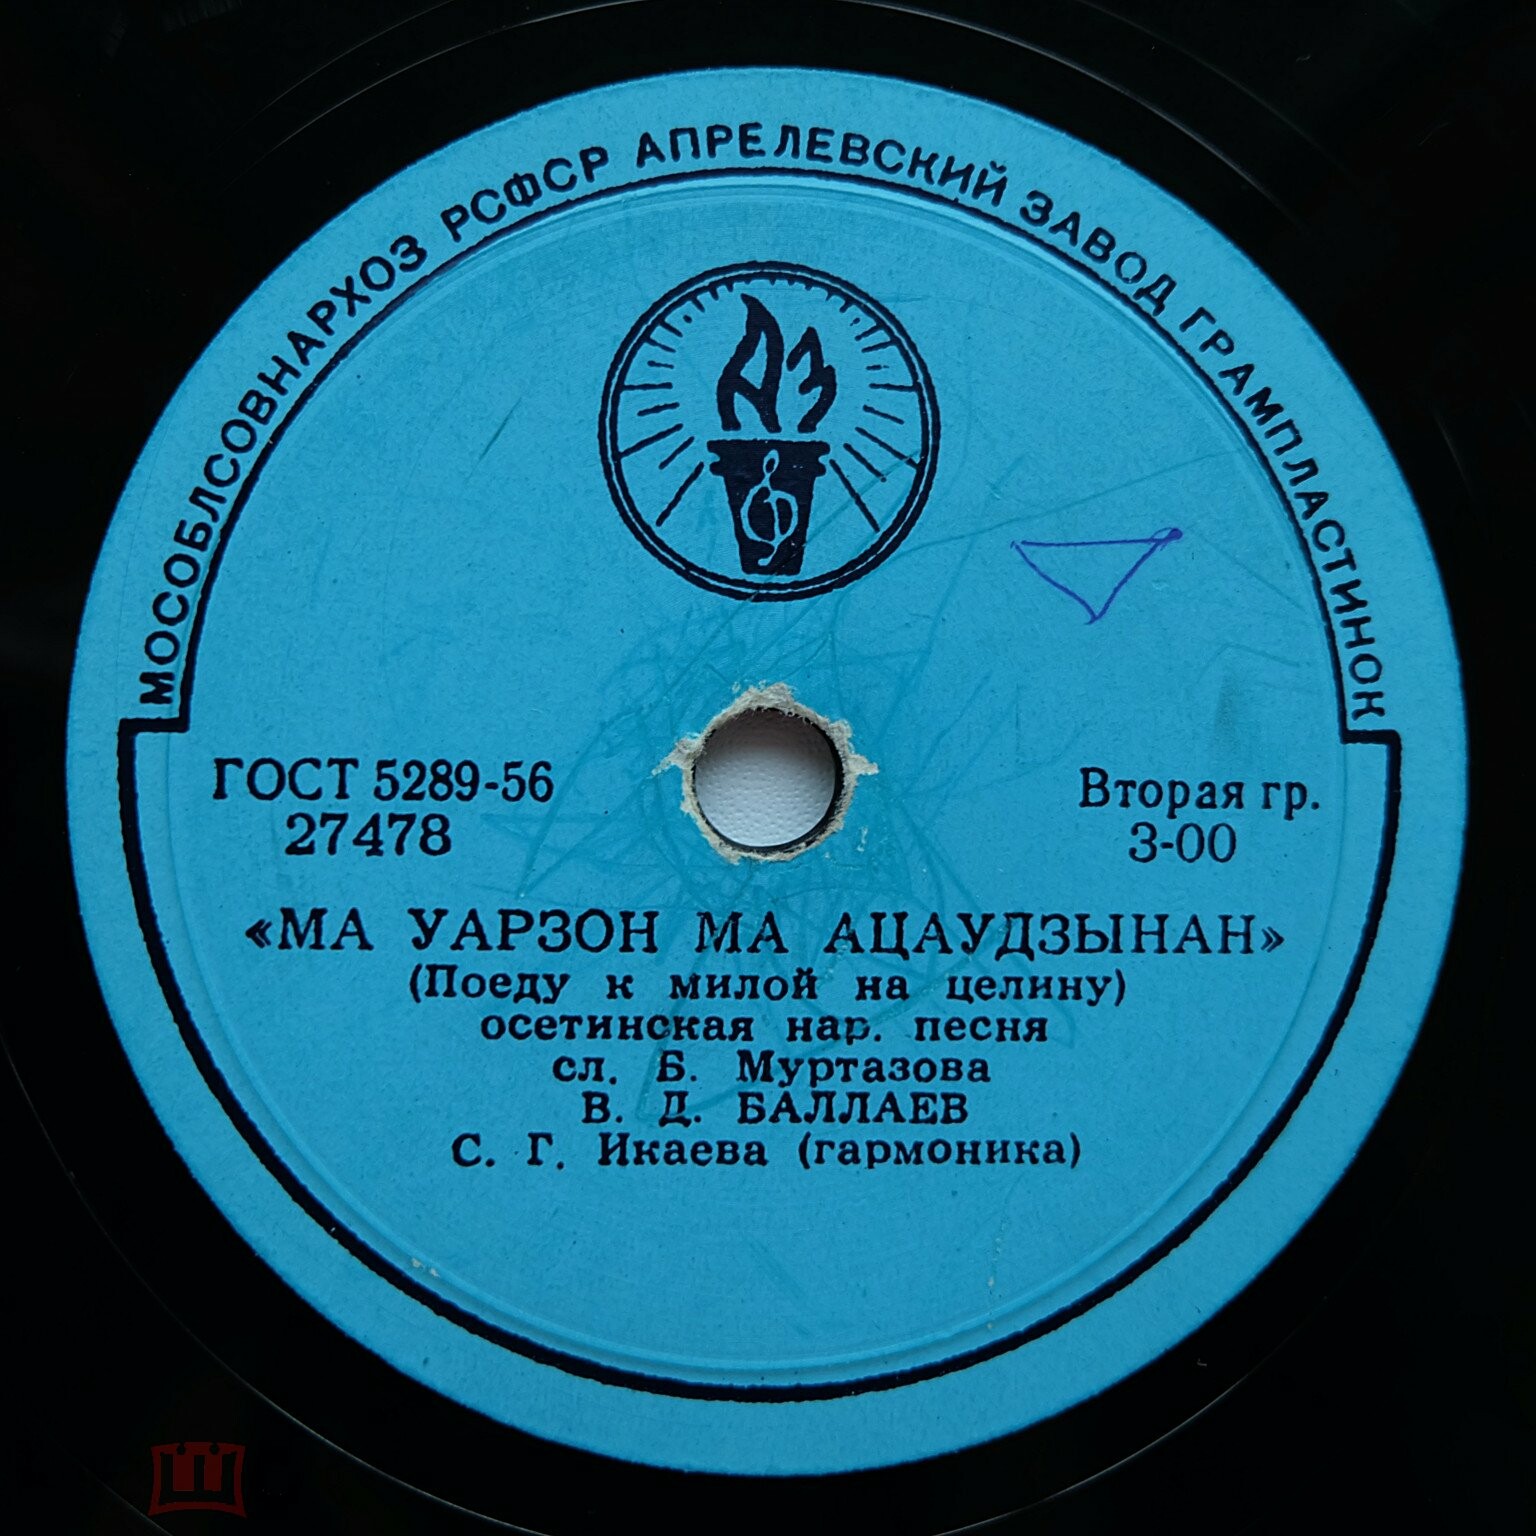 МОСОБЛСОВНАРХОЗ РСФСР АПРЕЛЕВСКИЙ ЗАВОД ГРАМПЛАСТИНОК
АЗ
ГОСТ 5289-56
27478
Вторая гр.
3-00
«МА УАРЗОН МА АЦАУДЗЫНАН»
(Поеду к милой на целину)
осетинская нар. песня
сл. Б. Муртазова
В. Д. БАЛЛАЕВ
С. Г. Икаева (гармоника)